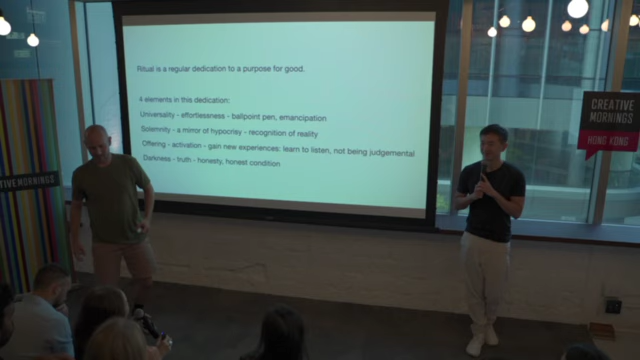 Ritual is a regular dedication to a purpose for good.
4 elements in this dedication:
Universality - effortlessness - ballpoint pen, emancipation
Solemnity - a mirror of hypocrisy - recognition of reality
Offering - activation - gain new experiences: learn to listen, not being judgemental
Darkness - truth - honesty, honest condition
CREATIVE
MORNINGS
HONG KONG
CREATIVEMORNINGS